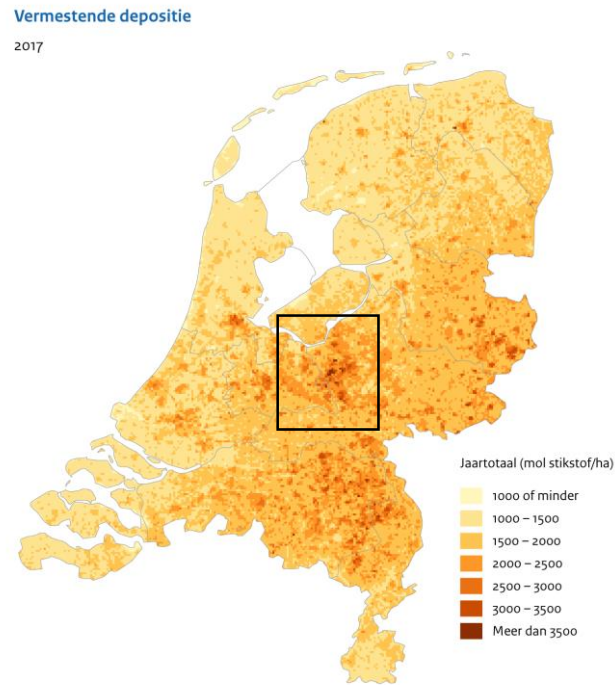 Vermestende depositie
2017
Jaartotaal (mol stikstof/ha)
1000 of minder
1000 – 1500
1500 – 2000
2000 – 2500
2500 – 3000
3000 – 3500
Meer dan 3500